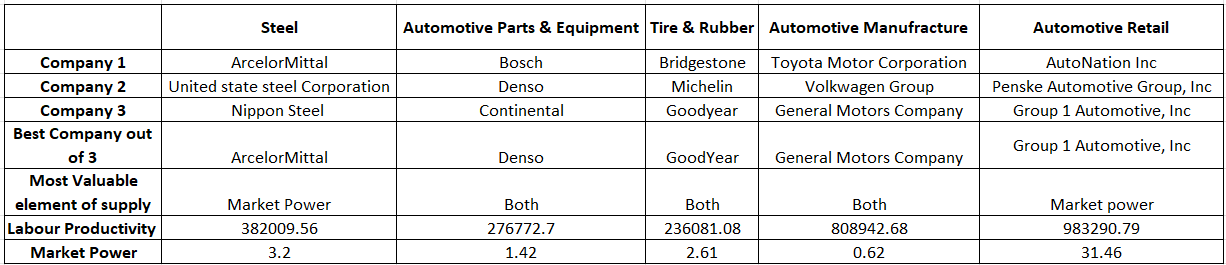 Steel Automotive Parts & Equipment Tire & Rubber Automotive Manufracture Automotive Retail
Company 1 ArcelorMittal Bosch Bridgestone Toyota Motor Corporation AutoNation Inc
Company 2 United state steel Corporation Denso Michelin Volkwagen Group Penske Automotive Group, Inc
Company 3 Nippon Steel Continental Goodyear General Motors Company Group 1 Automotive, Inc
Best Company out
of 3 ArcelorMittal Denso GoodYear General Motors Company Group 1 Automotive, Inc
Most Valuable
element of supply Market Power Both Both Both Market power
Labour Productivity 382009.56 276772.7 236081.08 808942.68 983290.79
Market Power 3.2 1.42 2.61 0.62 31.46